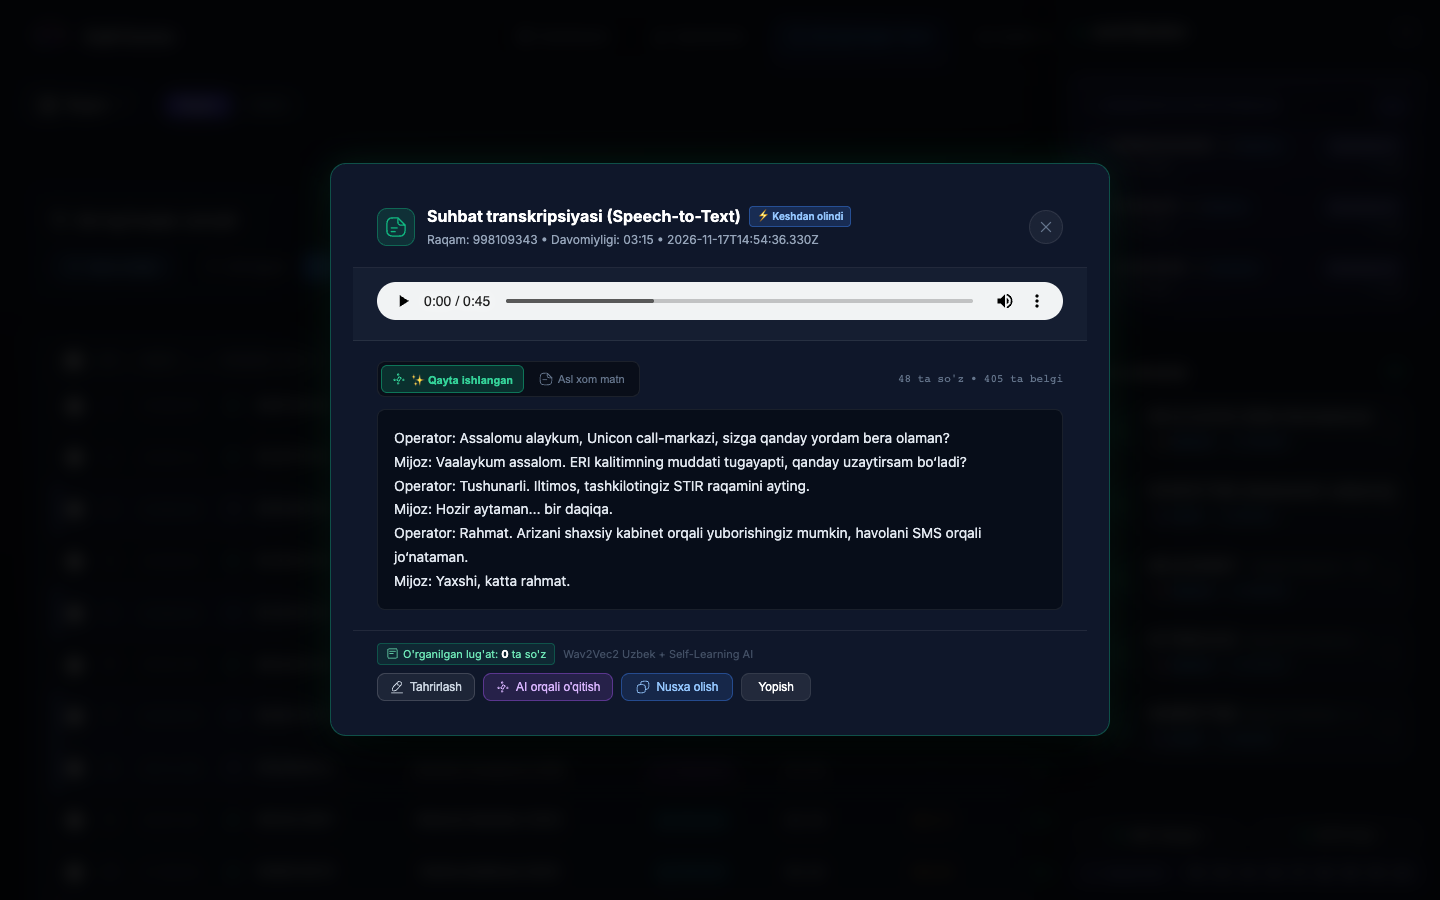 Suhbat transkripsiyasi (Speech-to-Text) ⚡ Keshdan olindi
Raqam: 998109343 • Davomiyligi: 03:15 • 2026-11-17T14:54:36.330Z
0:00 / 0:45
✨ Qayta ishlangan
Asl xom matn
48 ta so'z • 405 ta belgi
Operator: Assalomu alaykum, Unicon call-markazi, sizga qanday yordam bera olaman?
Mijoz: Vaalaykum assalom. ERI kalitimning muddati tugayapti, qanday uzaytirsam boʻladi?
Operator: Tushunarli. Iltimos, tashkilotingiz STIR raqamini ayting.
Mijoz: Hozir aytaman... bir daqiqa.
Operator: Rahmat. Arizani shaxsiy kabinet orqali yuborishingiz mumkin, havolani SMS orqali
joʻnataman.
Mijoz: Yaxshi, katta rahmat.
O'rganilgan lug'at: 0 ta so'z
Wav2Vec2 Uzbek + Self-Learning AI
Tahrirlash
AI orqali o'qitish
Nusxa olish
Yopish